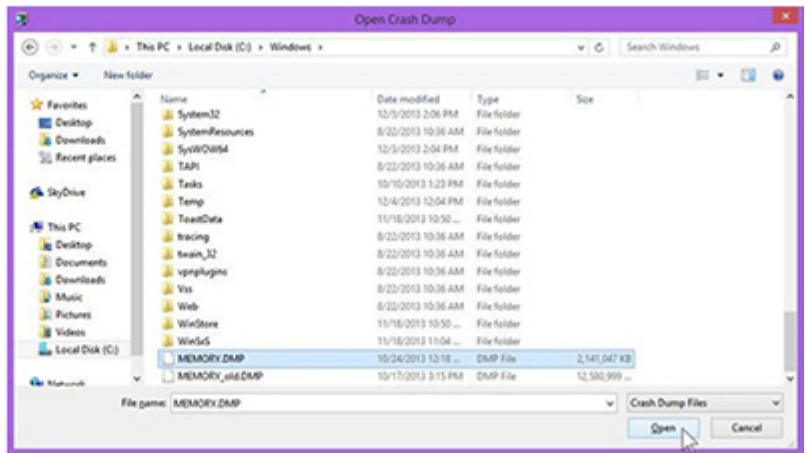 Open Crash Dump
This PC Local Disk (C:) Windows
Search Windows
Organize New folder
Favorites
Desktop
Downloads
Recent places
SkyDrive
This PC
Desktop
Documents
Downloads
Music
Pictures
Videos
Local Disk (C:)
Network
Name Date modified Type Size
System32 12/3/2013 2:06 PM File folder
SystemResources 8/22/2013 10:36 AM File folder
SysWOW64 12/3/2013 2:04 PM File folder
TAPI 8/22/2013 10:36 AM File folder
Tasks 10/10/2013 1:23 PM File folder
Temp 12/4/2013 12:04 PM File folder
ToastData 11/18/2013 10:50 ... File folder
tracing 8/22/2013 10:36 AM File folder
twain_32 8/22/2013 10:36 AM File folder
vpnplugins 8/22/2013 10:36 AM File folder
Vss 8/22/2013 10:36 AM File folder
Web 8/22/2013 10:36 AM File folder
WinStore 11/18/2013 10:50 ... File folder
WinSxS 11/18/2013 11:04 ... File folder
MEMORY.DMP 10/24/2013 12:18 ... DMP File 2,141,047 KB
MEMORY_old.DMP 10/17/2013 3:15 PM DMP File 12,580,999 ...
File name: MEMORY.DMP Crash Dump Files
Open Cancel